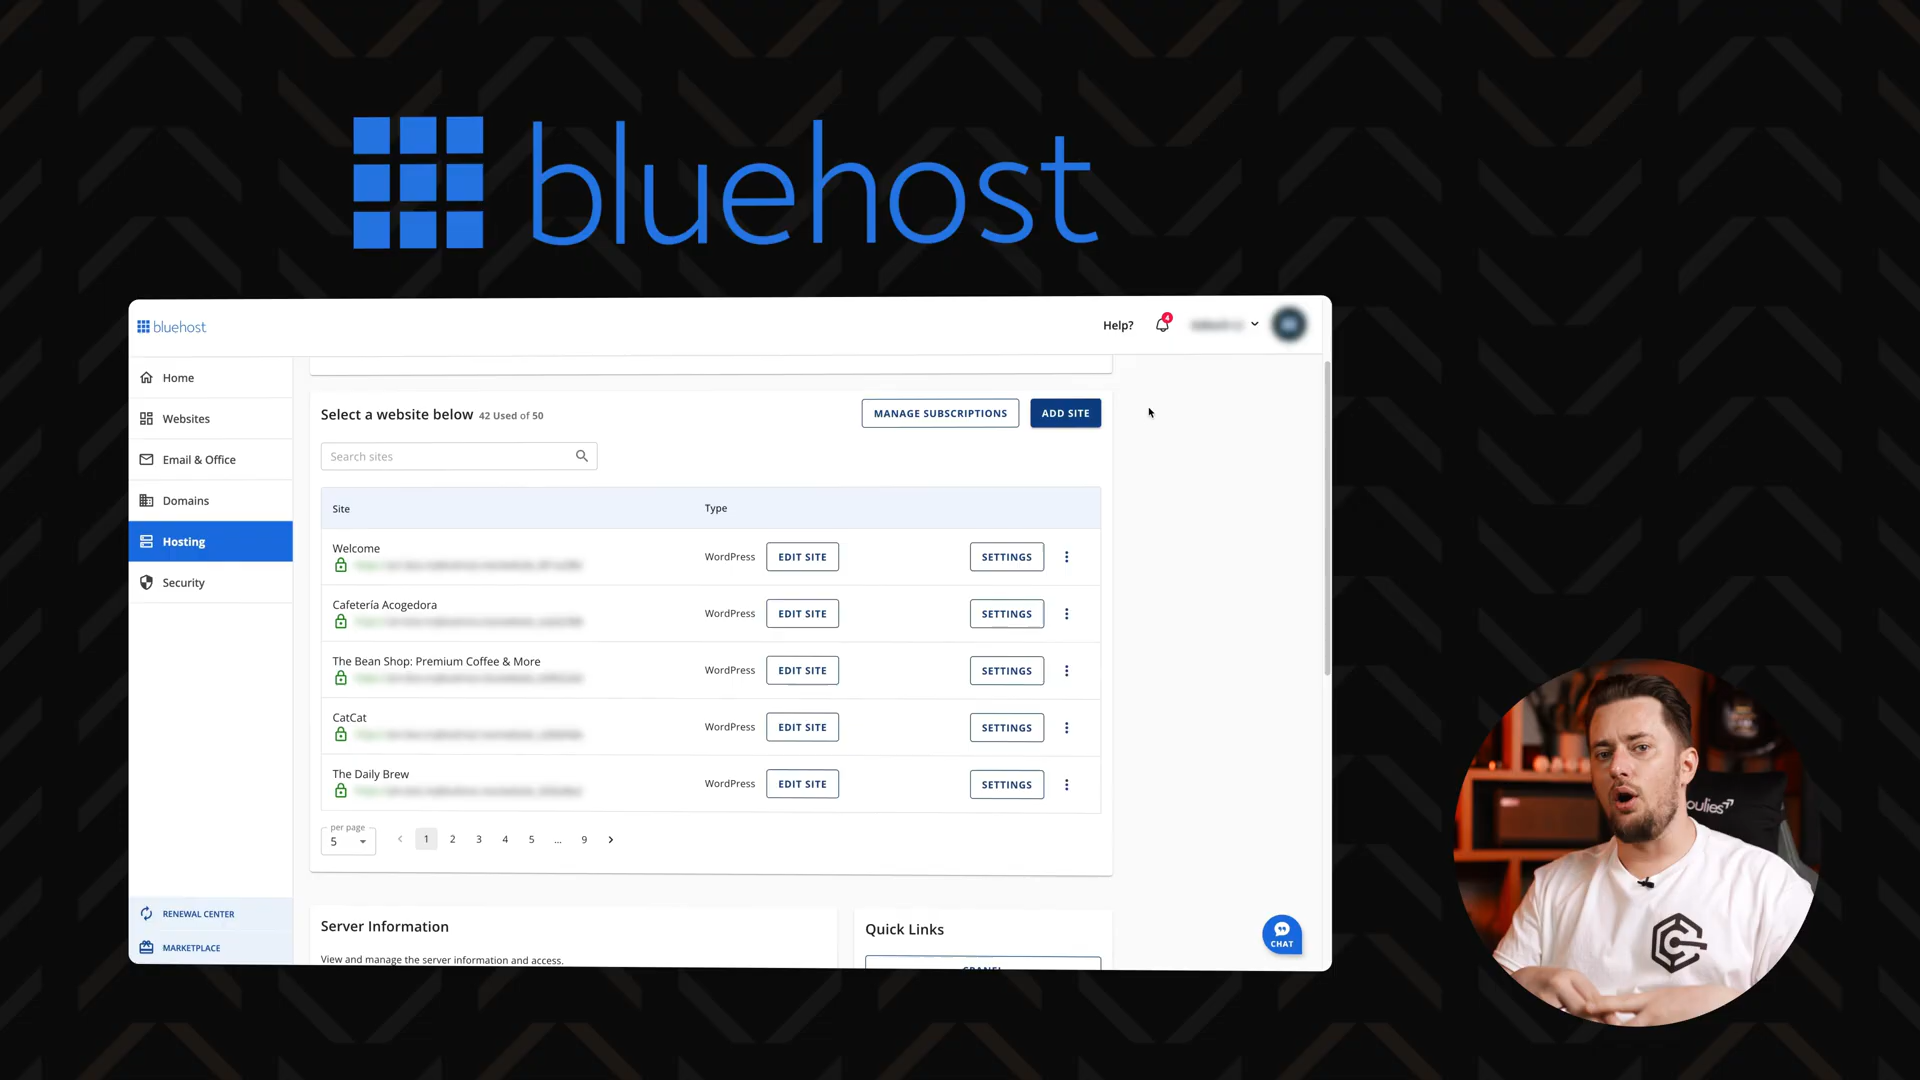 bluehost
bluehost
Help?
4
Home
Websites
Email & Office
Domains
Hosting
Security
RENEWAL CENTER
MARKETPLACE
Select a website below 42 Used of 50
MANAGE SUBSCRIPTIONS
ADD SITE
Search sites
Site Type
Welcome
WordPress EDIT SITE SETTINGS
Cafetería Acogedora
WordPress EDIT SITE SETTINGS
The Bean Shop: Premium Coffee & More
WordPress EDIT SITE SETTINGS
CatCat
WordPress EDIT SITE SETTINGS
The Daily Brew
WordPress EDIT SITE SETTINGS
per page
5
1 2 3 4 5 ... 9
Server Information
View and manage the server information and access.
Quick Links
CPANEL
CHAT
oulies